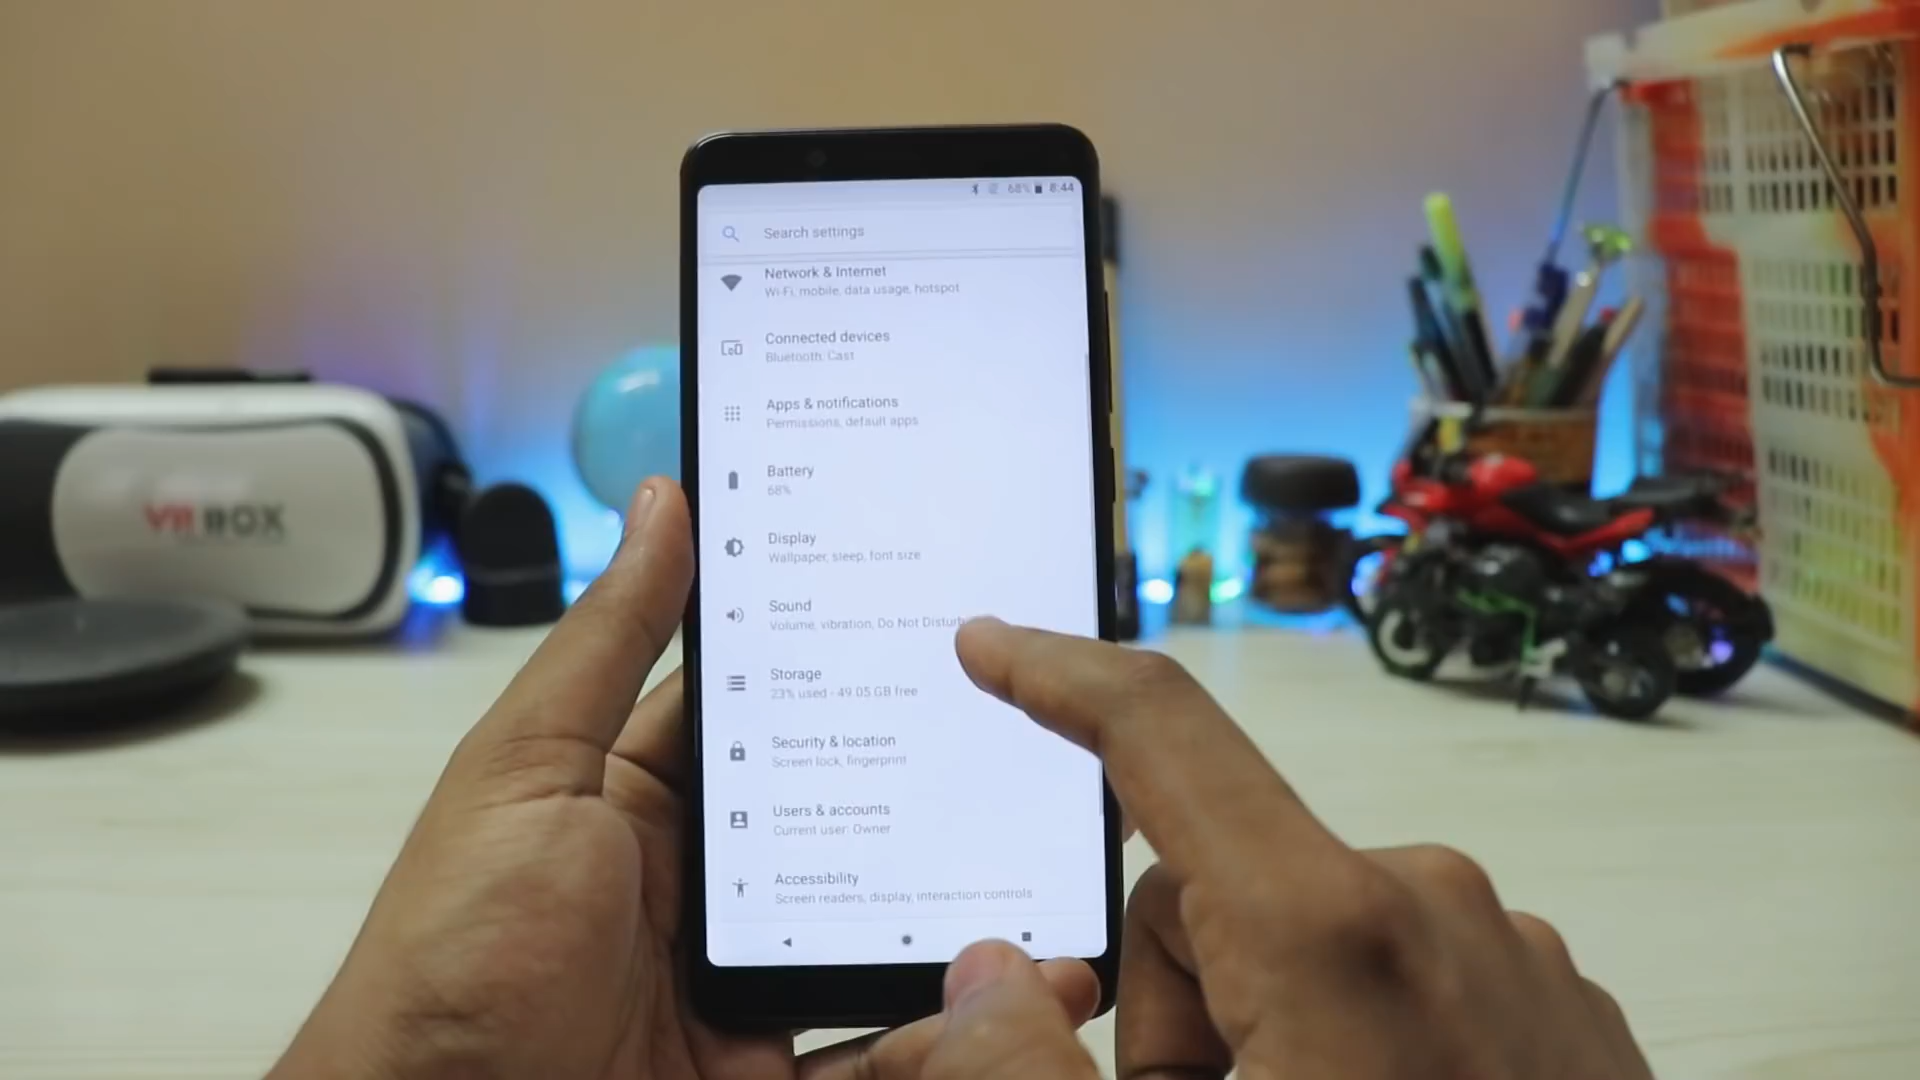 68% 8:44
Search settings
Network & Internet
Wi-Fi, mobile, data usage, hotspot
Connected devices
Bluetooth, Cast
Apps & notifications
Permissions, default apps
Battery
68%
Display
Wallpaper, sleep, font size
Sound
Volume, vibration, Do Not Disturb
Storage
23% used - 49.05 GB free
Security & location
Screen lock, fingerprint
Users & accounts
Current user: Owner
Accessibility
Screen readers, display, interaction controls
VR BOX